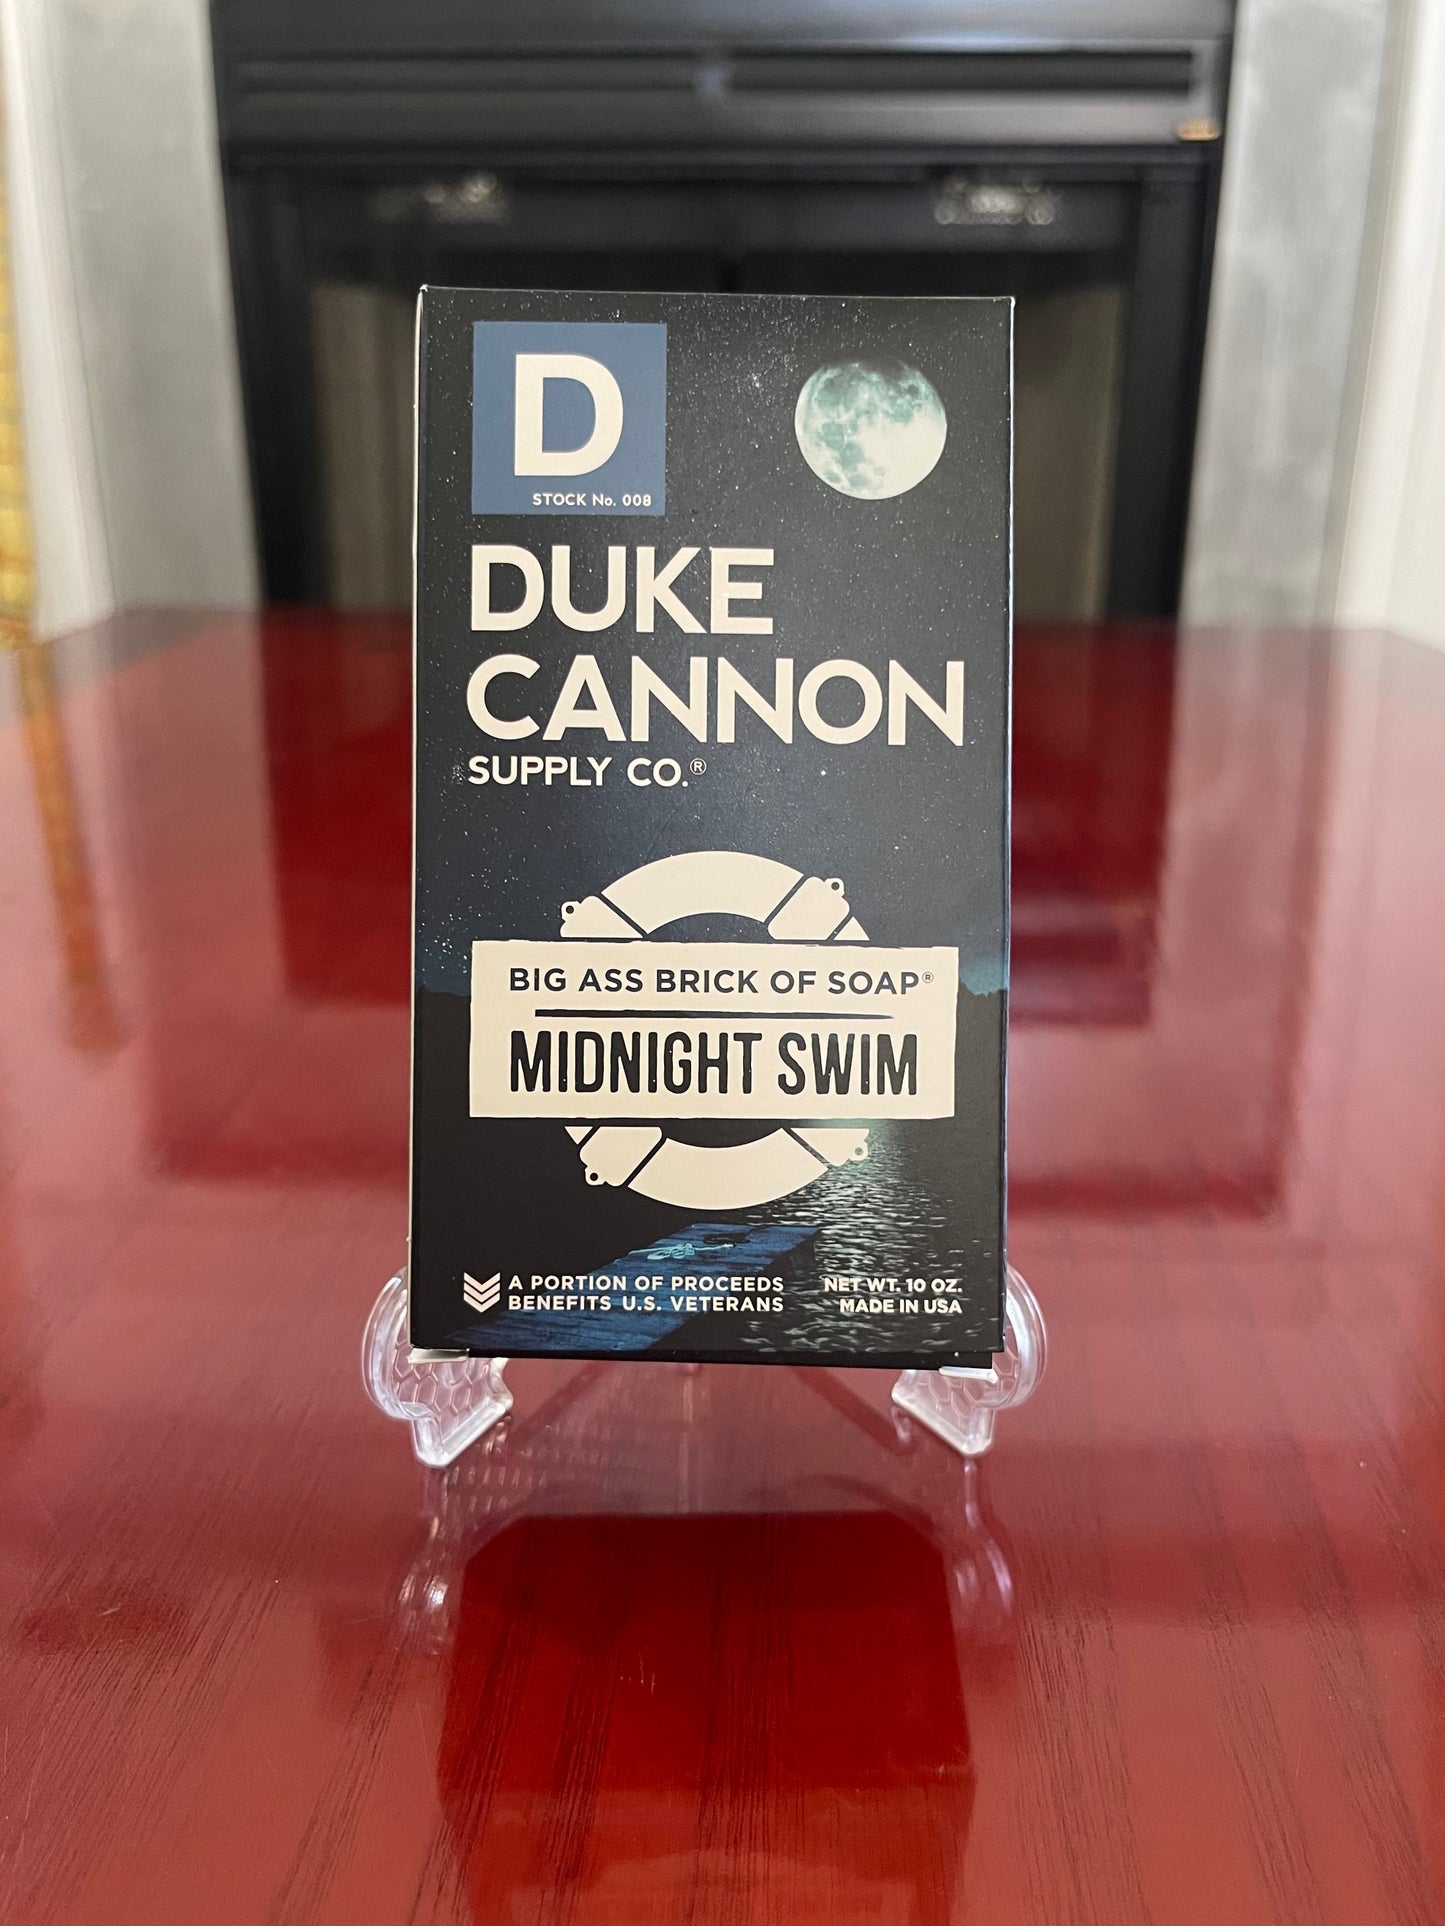 D
STOCK No. 008
DUKE
CANNON
SUPPLY CO.®
BIG ASS BRICK OF SOAP®
MIDNIGHT SWIM
A PORTION OF PROCEEDS
BENEFITS U.S. VETERANS
NET WT. 10 OZ.
MADE IN USA